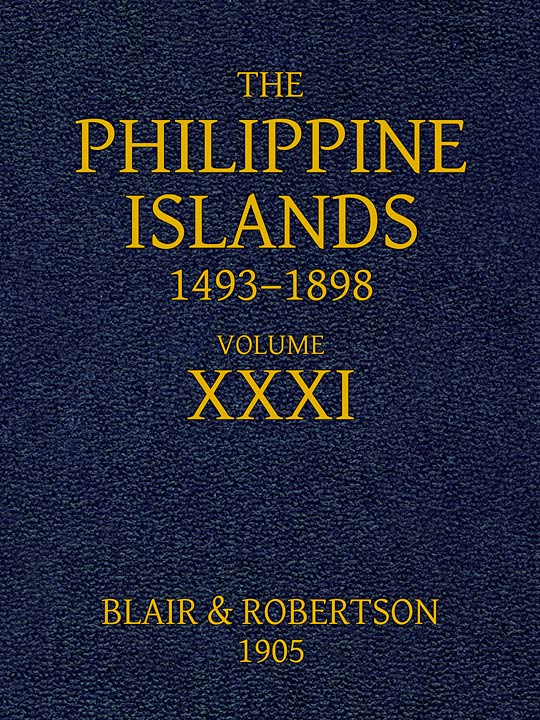 THE
PHILIPPINE
ISLANDS
1493–1898
VOLUME
XXXI
BLAIR & ROBERTSON
1905